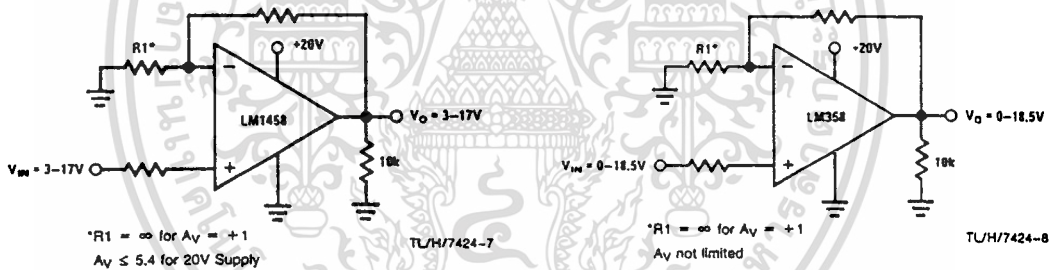 R1*
+20V
−
LM1458
+
V_O = 3–17V
10k
V_IN = 3–17V
*R1 = ∞ for A_V = +1
A_V ≤ 5.4 for 20V Supply
TL/H/7424–7
R1*
+20V
−
LM358
+
V_O = 0–18.5V
10k
V_IN = 0–18.5V
*R1 = ∞ for A_V = +1
A_V not limited
TL/H/7424–8